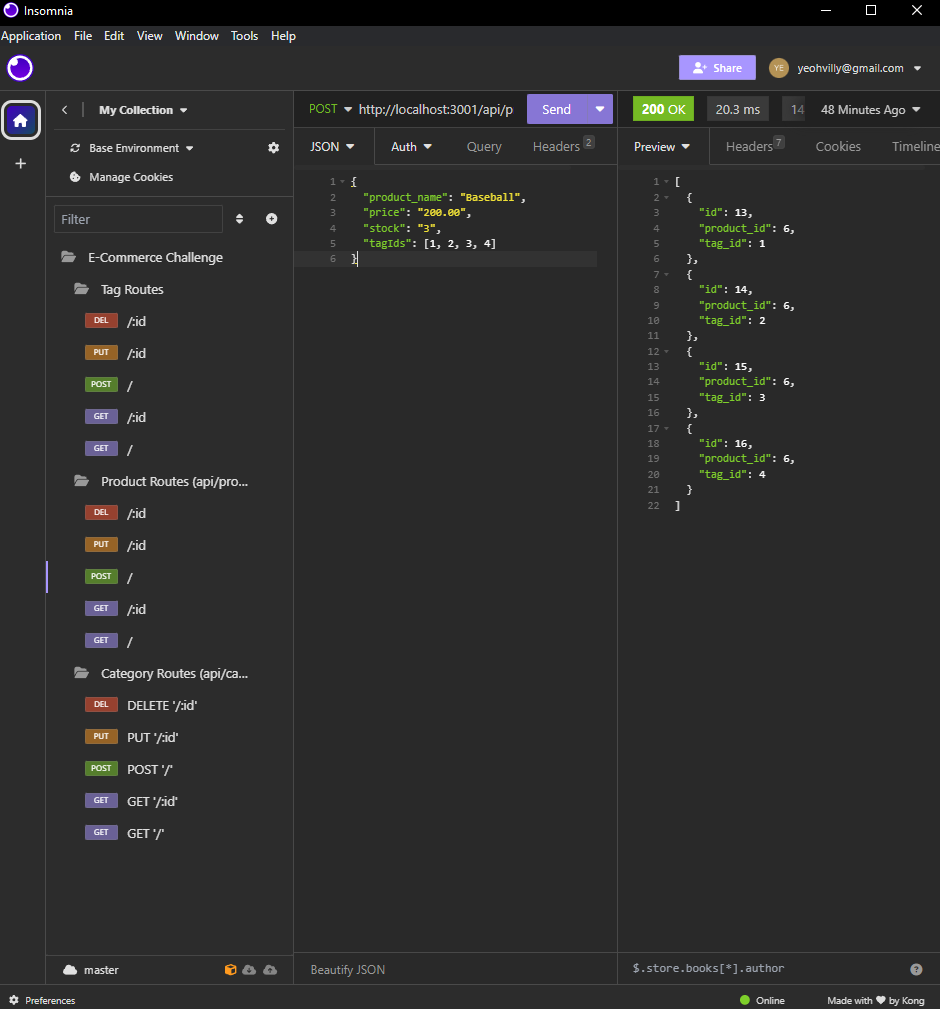 Insomnia
Application File Edit View Window Tools Help
Share
YE yeohvilly@gmail.com
My Collection
Base Environment
Manage Cookies
Filter
E-Commerce Challenge
Tag Routes
DEL /:id
PUT /:id
POST /
GET /:id
GET /
Product Routes (api/pro...
DEL /:id
PUT /:id
POST /
GET /:id
GET /
Category Routes (api/ca...
DEL DELETE '/:id'
PUT PUT '/:id'
POST POST '/'
GET GET '/:id'
GET GET '/'
master
POST http://localhost:3001/api/p Send
JSON Auth Query Headers 2
1 {
2 "product_name": "Baseball",
3 "price": "200.00",
4 "stock": "3",
5 "tagIds": [1, 2, 3, 4]
6 }
Beautify JSON
200 OK 20.3 ms 14 48 Minutes Ago
Preview Headers 7 Cookies Timeline
1 [
2 {
3 "id": 13,
4 "product_id": 6,
5 "tag_id": 1
6 },
7 {
8 "id": 14,
9 "product_id": 6,
10 "tag_id": 2
11 },
12 {
13 "id": 15,
14 "product_id": 6,
15 "tag_id": 3
16 },
17 {
18 "id": 16,
19 "product_id": 6,
20 "tag_id": 4
21 }
22 ]
$.store.books[*].author
Preferences
Online
Made with ♥ by Kong